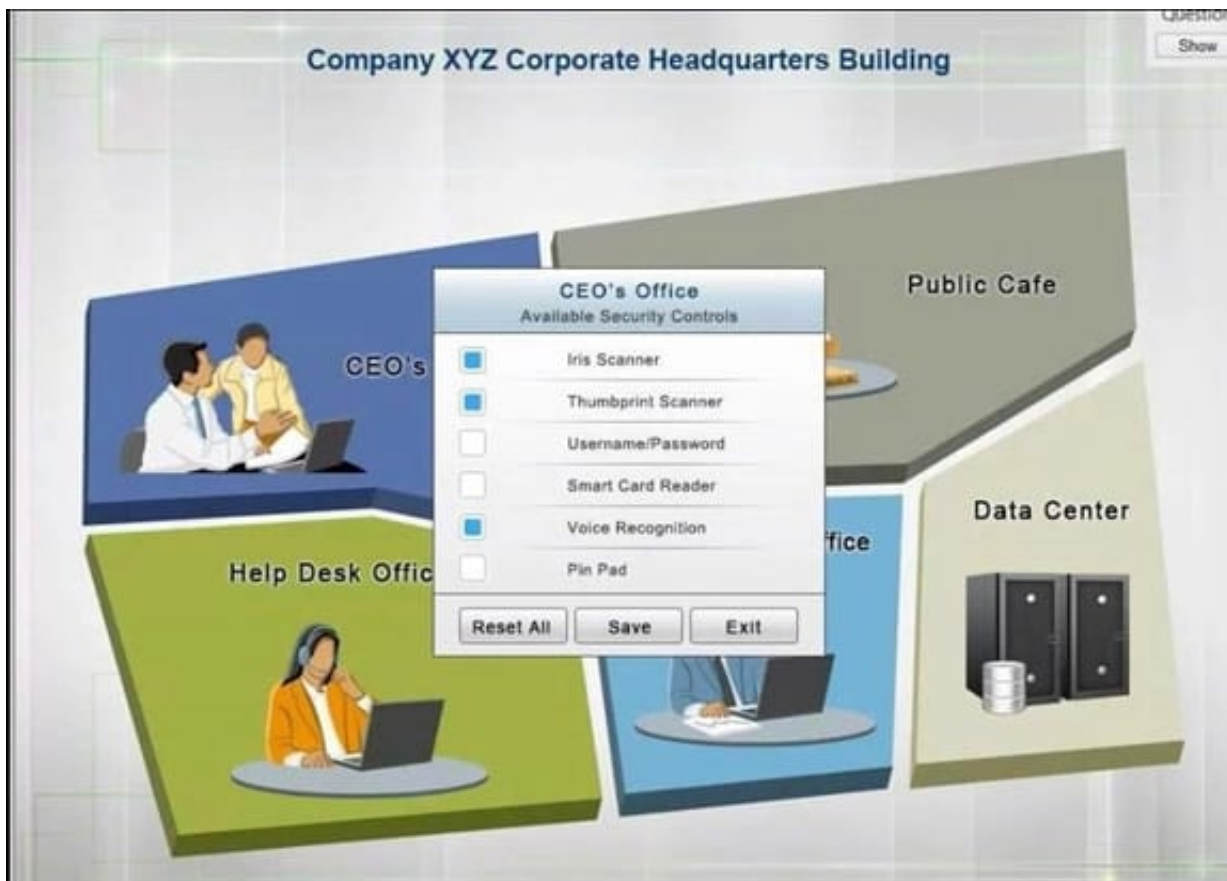 Question
Show
Company XYZ Corporate Headquarters Building
Public Cafe
CEO's
CEO's Office
Available Security Controls
Iris Scanner
Thumbprint Scanner
Username/Password
Smart Card Reader
Voice Recognition
Pin Pad
Reset All
Save
Exit
Data Center
ffice
Help Desk Offic